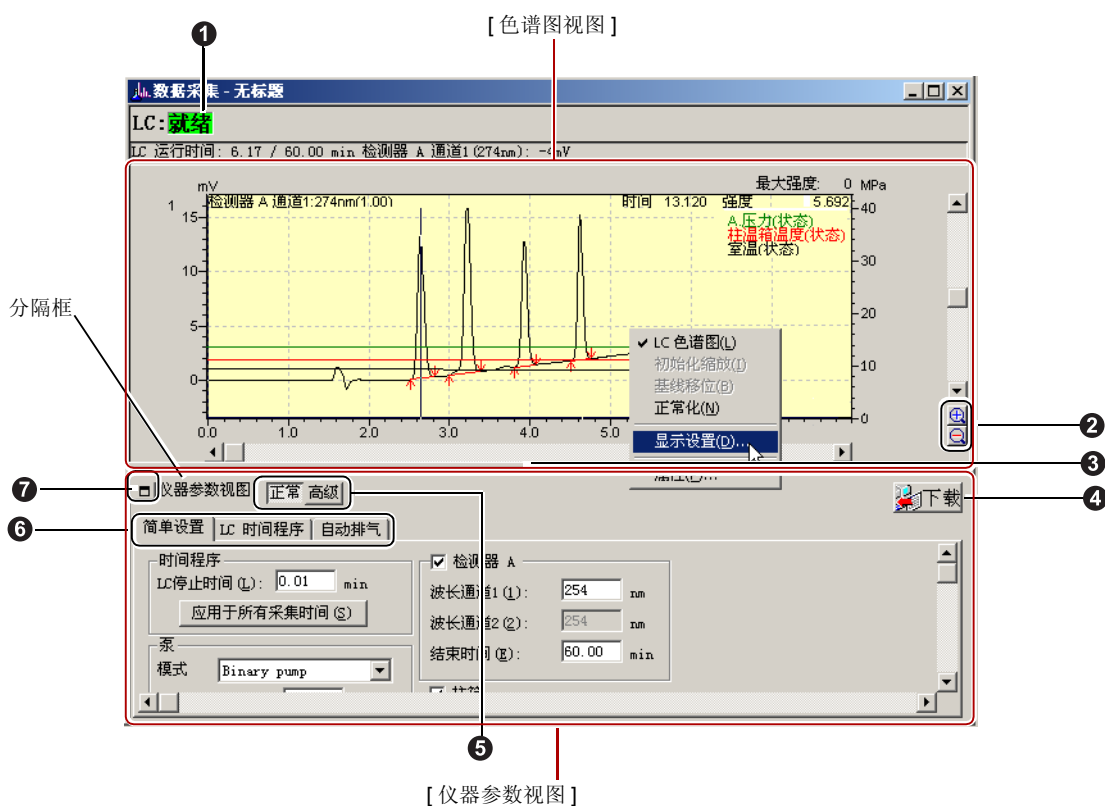 [ 色谱图视图 ]
1
数据采集 - 无标题
LC:就绪
LC 运行时间: 6.17 / 60.00 min 检测器 A 通道1(274nm): -4mV
最大强度: 0 MPa
mV
1
检测器 A 通道1:274nm(1.00)
时间 13.120 强度 5.692
A.压力(状态)
柱温箱温度(状态)
室温(状态)
15
10
5
0
40
30
20
10
0
0.0 1.0 2.0 3.0 4.0 5.0
✓ LC 色谱图(L)
初始化缩放(I)
基线移位(B)
正常化(N)
显示设置(D)...
分隔框
2
3
7
仪器参数视图
正常 高级
下载
4
6
简单设置 LC 时间程序 自动排气
时间程序
LC停止时间(L): 0.01 min
应用于所有采集时间(S)
泵
模式 Binary pump
检测器 A
波长通道1(1): 254 nm
波长通道2(2): 254 nm
结束时间(E): 60.00 min
5
[ 仪器参数视图 ]